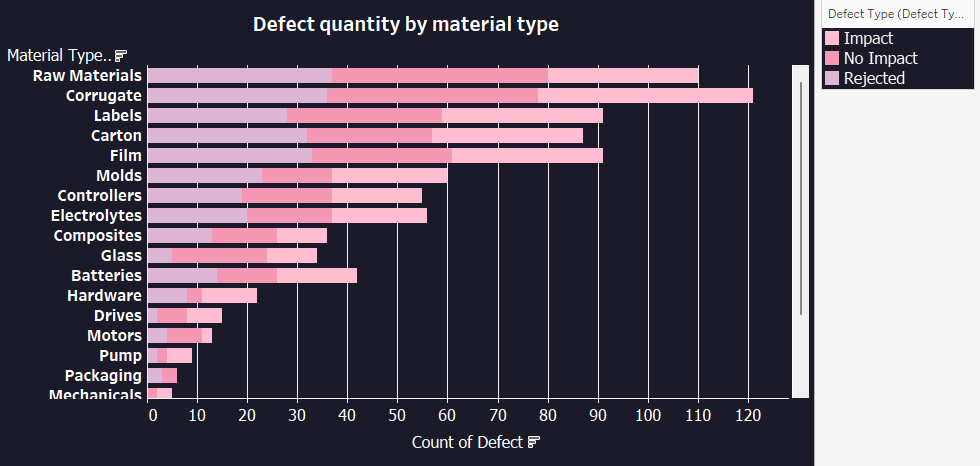 Defect quantity by material type
Defect Type (Defect Ty...
Impact
No Impact
Rejected
Material Type..
Raw Materials
Corrugate
Labels
Carton
Film
Molds
Controllers
Electrolytes
Composites
Glass
Batteries
Hardware
Drives
Motors
Pump
Packaging
Mechanicals
0 10 20 30 40 50 60 70 80 90 100 110 120
Count of Defect